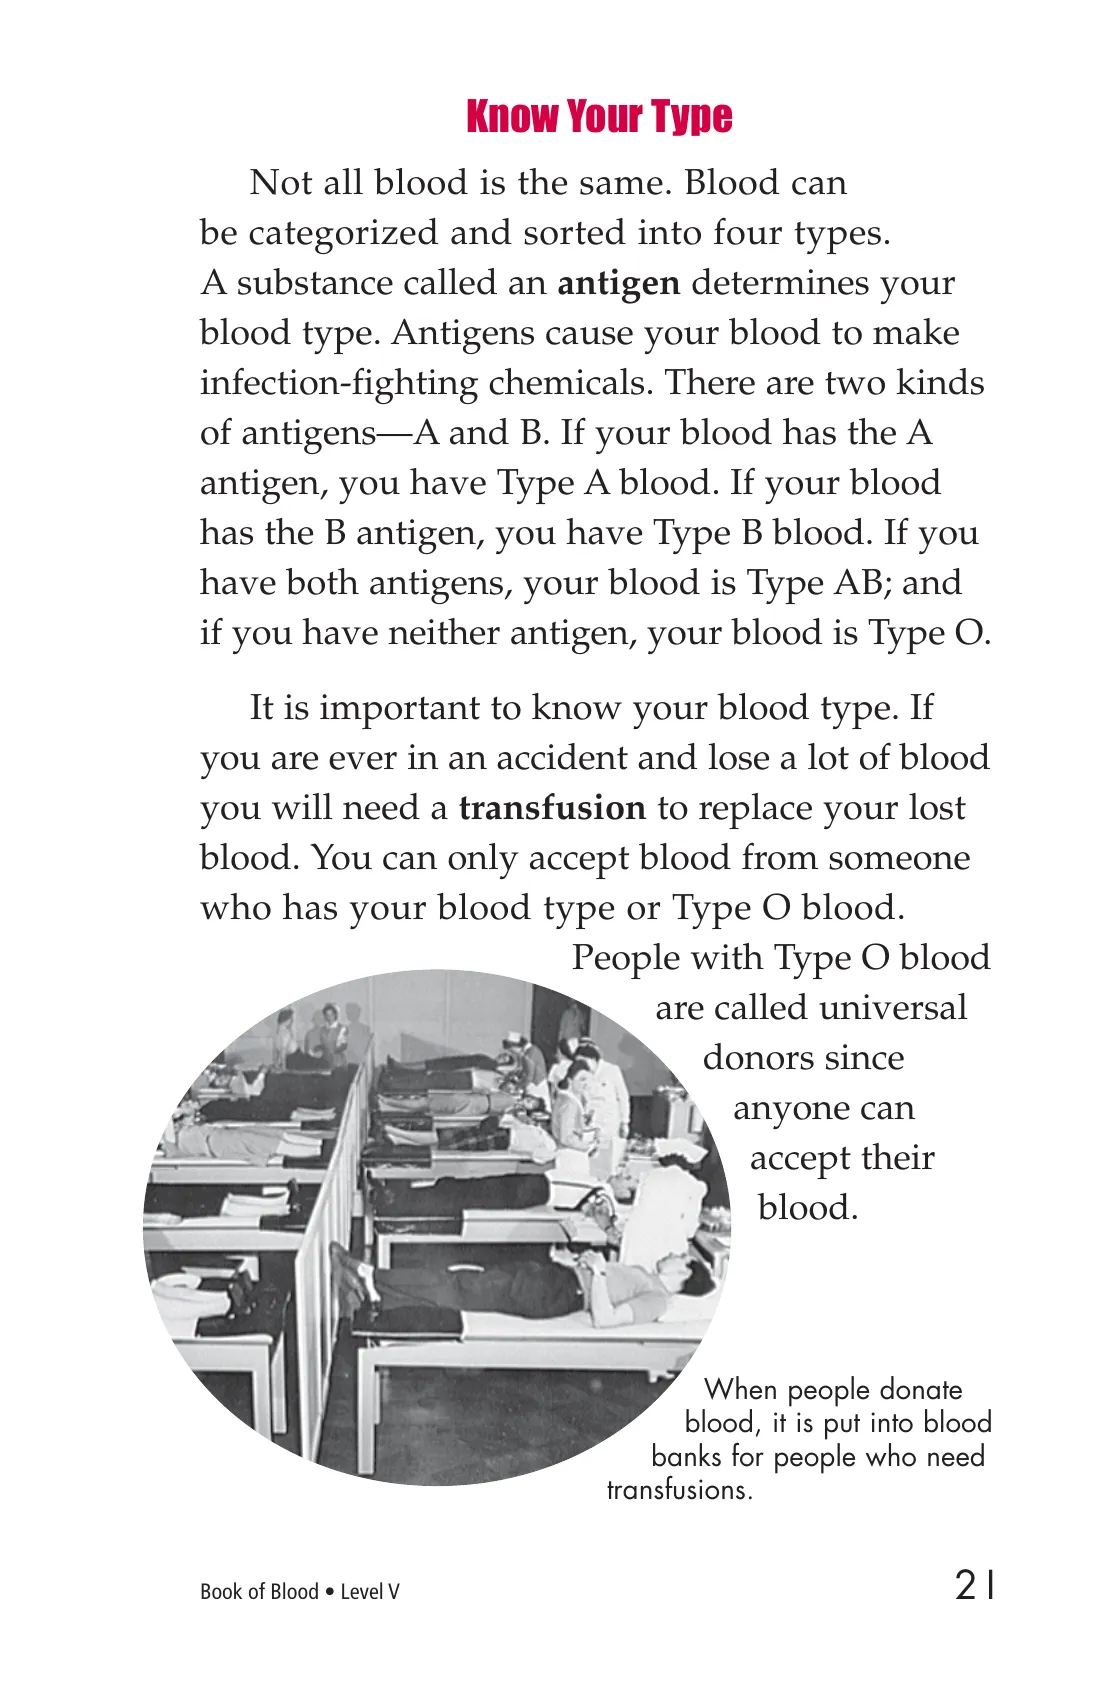 Know Your Type
Not all blood is the same. Blood can
be categorized and sorted into four types.
A substance called an antigen determines your
blood type. Antigens cause your blood to make
infection-fighting chemicals. There are two kinds
of antigens—A and B. If your blood has the A
antigen, you have Type A blood. If your blood
has the B antigen, you have Type B blood. If you
have both antigens, your blood is Type AB; and
if you have neither antigen, your blood is Type O.
It is important to know your blood type. If
you are ever in an accident and lose a lot of blood
you will need a transfusion to replace your lost
blood. You can only accept blood from someone
who has your blood type or Type O blood.
People with Type O blood
are called universal
donors since
anyone can
accept their
blood.
When people donate
blood, it is put into blood
banks for people who need
transfusions.
Book of Blood • Level V
21